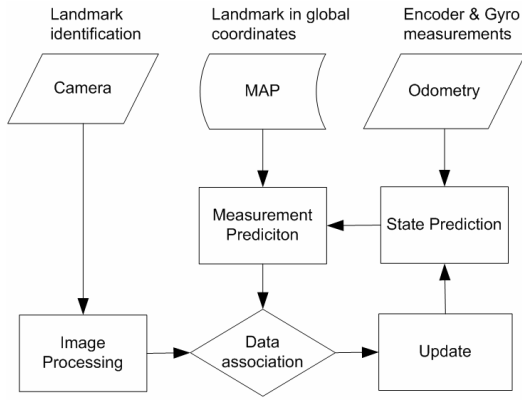 Landmark
identification
Landmark in global
coordinates
Encoder & Gyro
measurements
Camera
MAP
Odometry
Measurement
Prediciton
State Prediction
Image
Processing
Data
association
Update